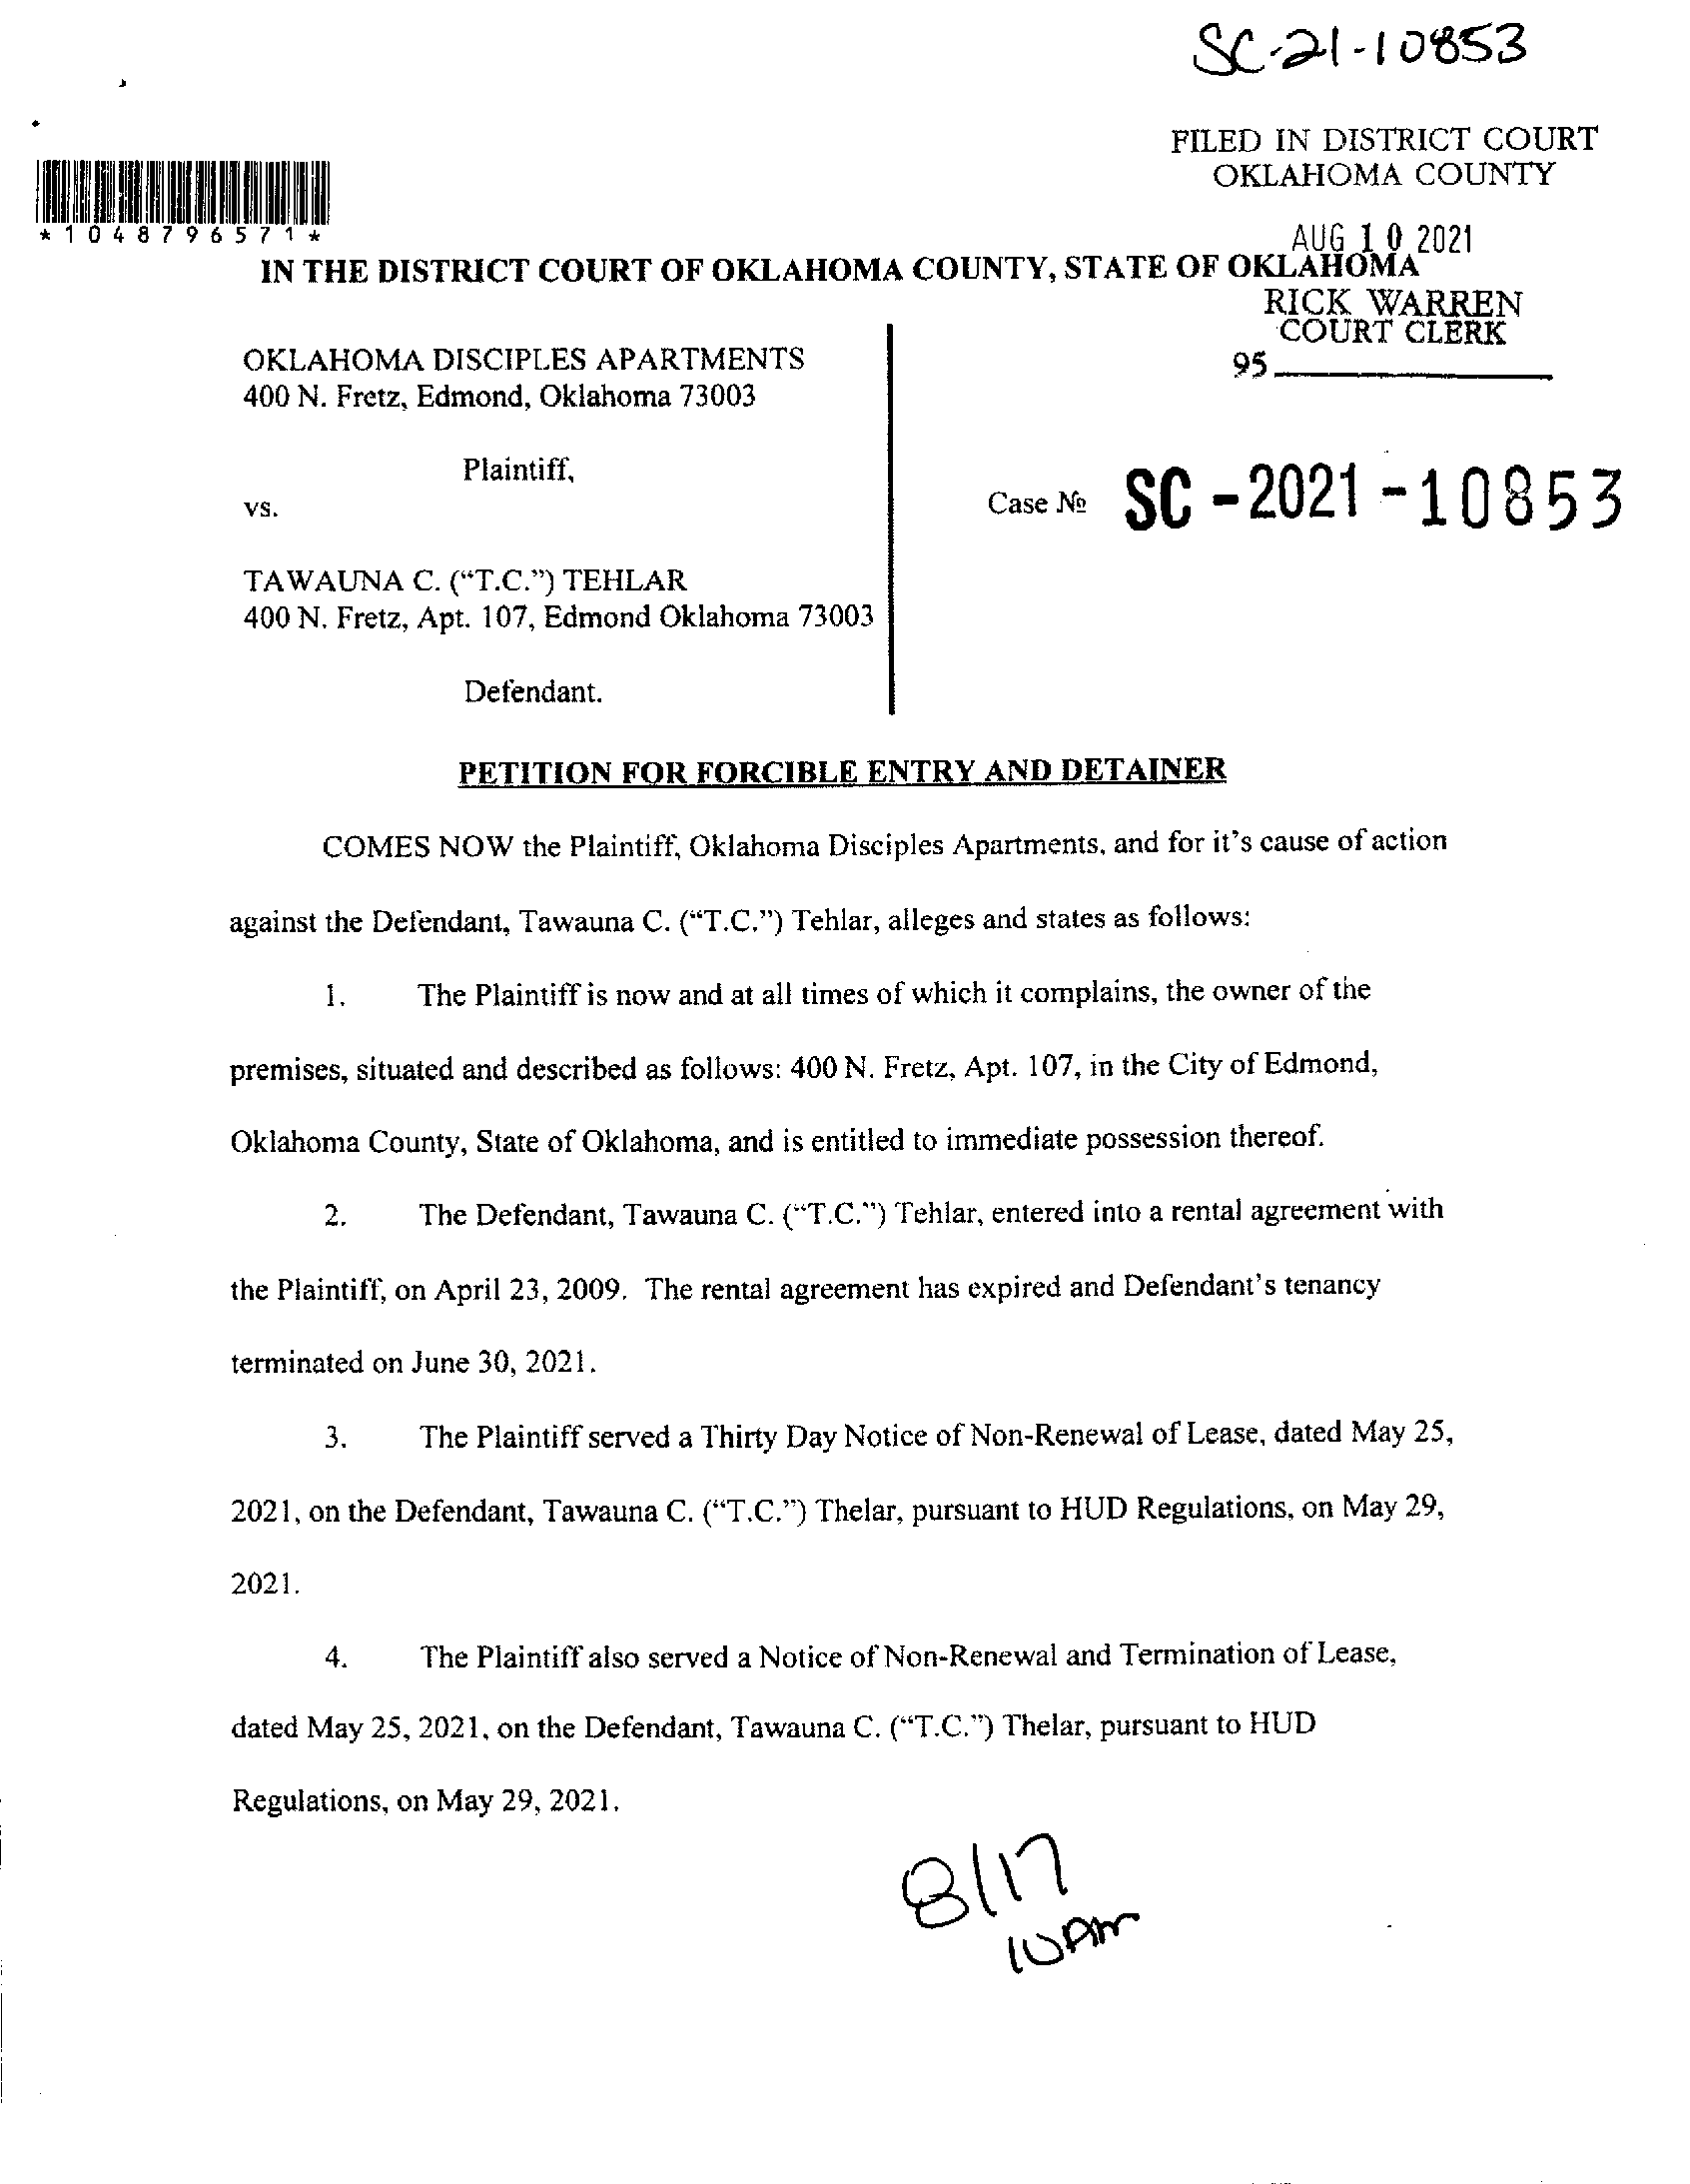 SC-21-10853
FILED IN DISTRICT COURT
OKLAHOMA COUNTY
*1048796571*
AUG 10 2021
IN THE DISTRICT COURT OF OKLAHOMA COUNTY, STATE OF OKLAHOMA
RICK WARREN
COURT CLERK
95
OKLAHOMA DISCIPLES APARTMENTS
400 N. Fretz, Edmond, Oklahoma 73003
Plaintiff,
vs.
Case № SC-2021-10853
TAWAUNA C. (“T.C.”) TEHLAR
400 N. Fretz, Apt. 107, Edmond Oklahoma 73003
Defendant.
PETITION FOR FORCIBLE ENTRY AND DETAINER
COMES NOW the Plaintiff, Oklahoma Disciples Apartments, and for it’s cause of action
against the Defendant, Tawauna C. (“T.C.”) Tehlar, alleges and states as follows:
1. The Plaintiff is now and at all times of which it complains, the owner of the
premises, situated and described as follows: 400 N. Fretz, Apt. 107, in the City of Edmond,
Oklahoma County, State of Oklahoma, and is entitled to immediate possession thereof.
2. The Defendant, Tawauna C. (“T.C.”) Tehlar, entered into a rental agreement with
the Plaintiff, on April 23, 2009. The rental agreement has expired and Defendant’s tenancy
terminated on June 30, 2021.
3. The Plaintiff served a Thirty Day Notice of Non-Renewal of Lease, dated May 25,
2021, on the Defendant, Tawauna C. (“T.C.”) Thelar, pursuant to HUD Regulations, on May 29,
2021.
4. The Plaintiff also served a Notice of Non-Renewal and Termination of Lease,
dated May 25, 2021, on the Defendant, Tawauna C. (“T.C.”) Thelar, pursuant to HUD
Regulations, on May 29, 2021.
8/17
10AM